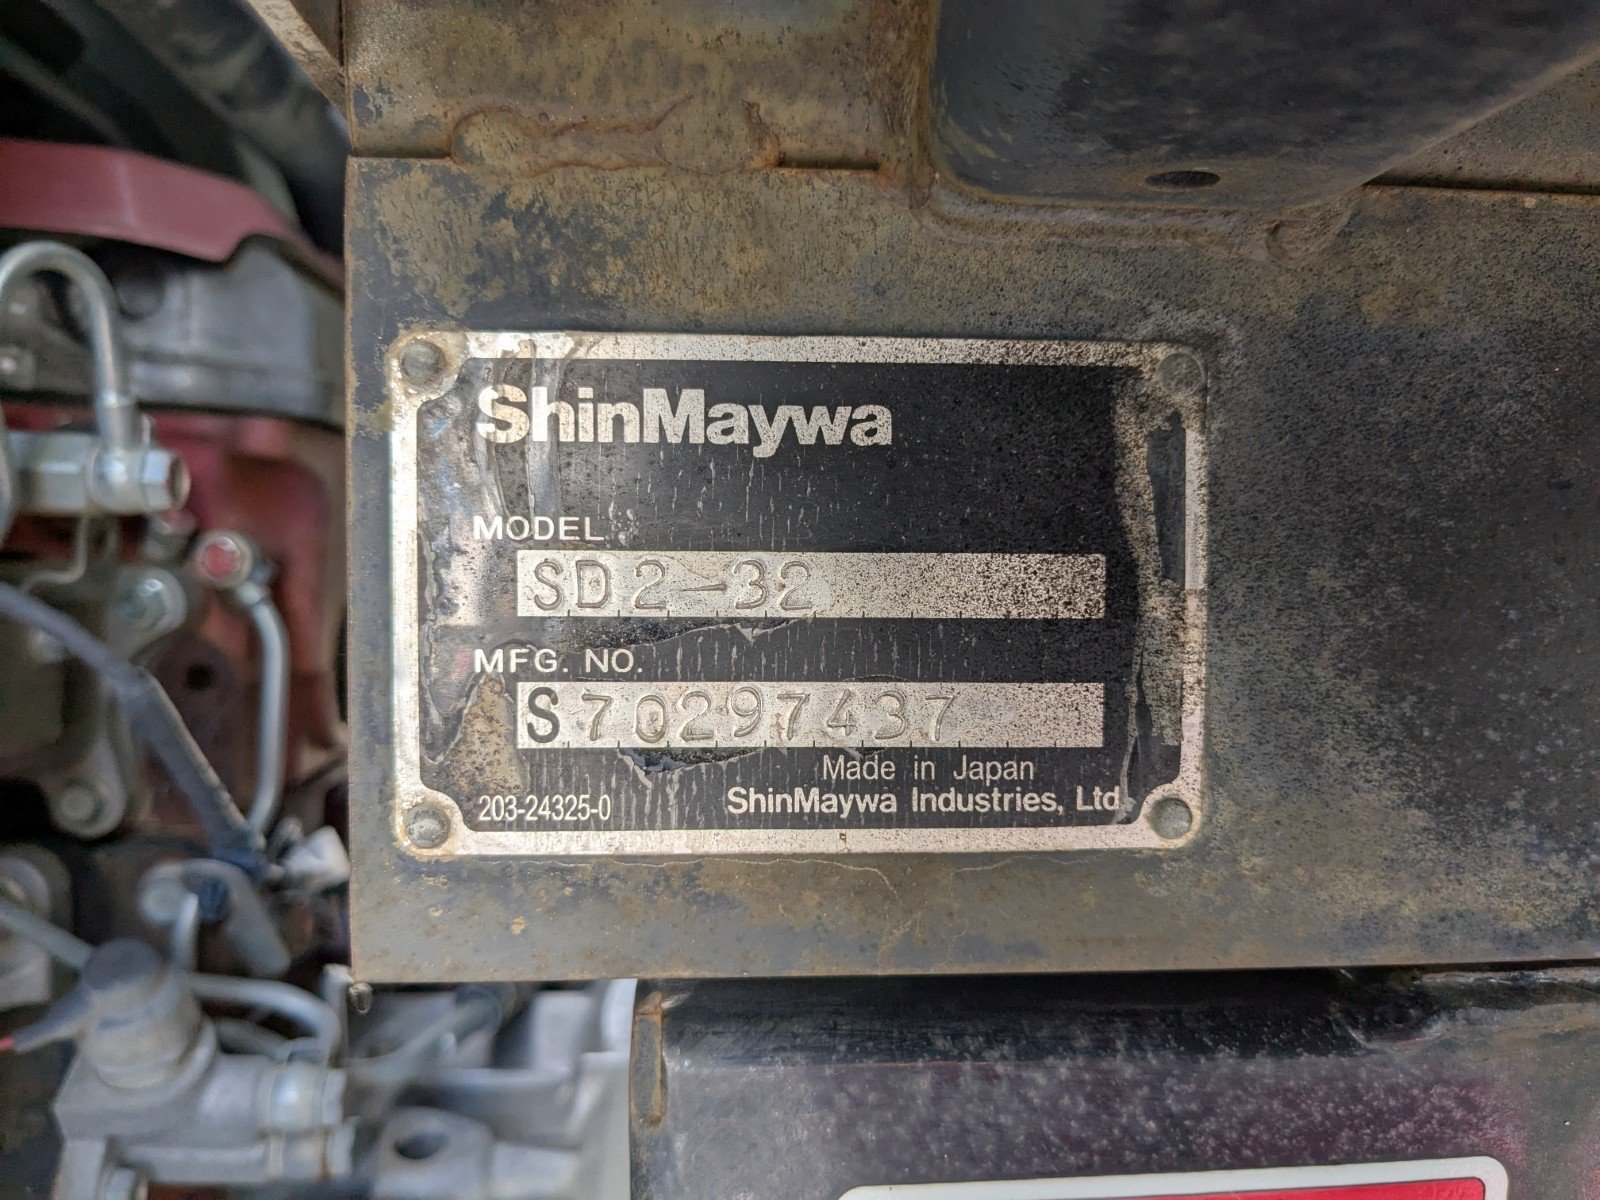 ShinMaywa
MODEL
SD2-32
MFG. NO.
S70297437
Made in Japan
203-24325-0 ShinMaywa Industries, Ltd.